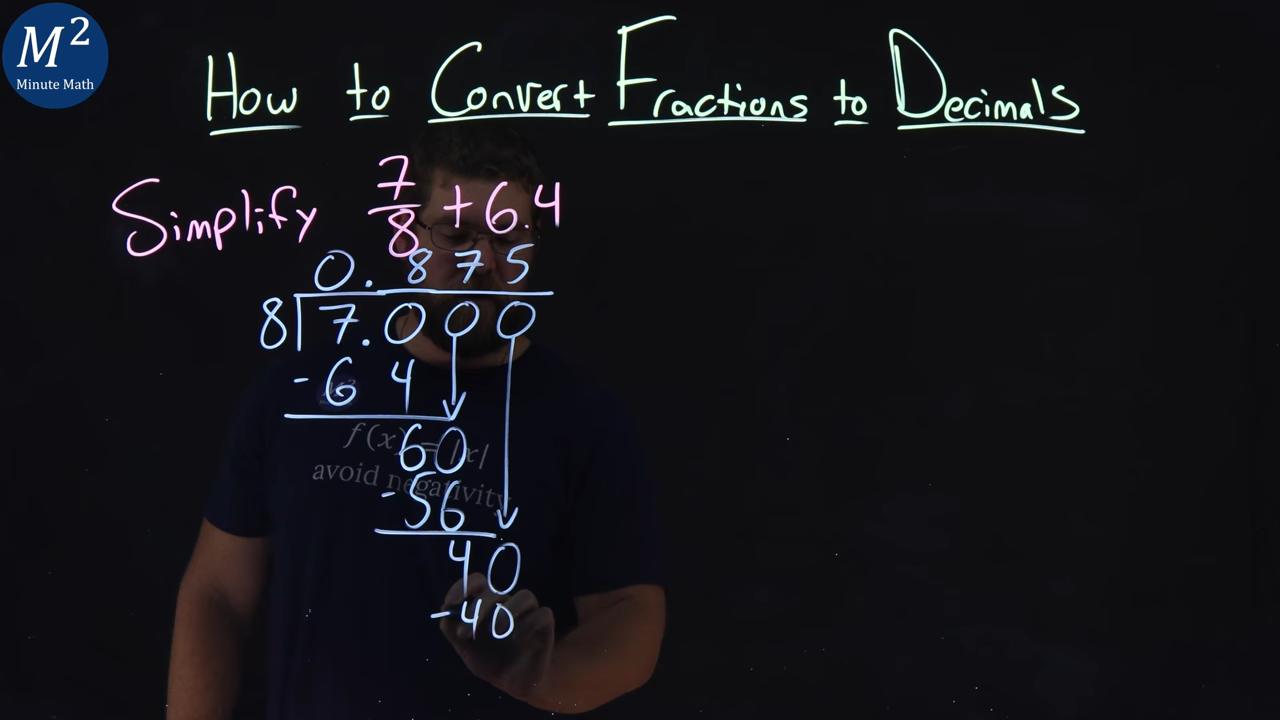 M²
Minute Math
How to Convert Fractions to Decimals
Simplify 7/8 + 6.4
0.875
8 7.000
-64
60
-56
40
-40
f(x) = |x|
avoid negativity